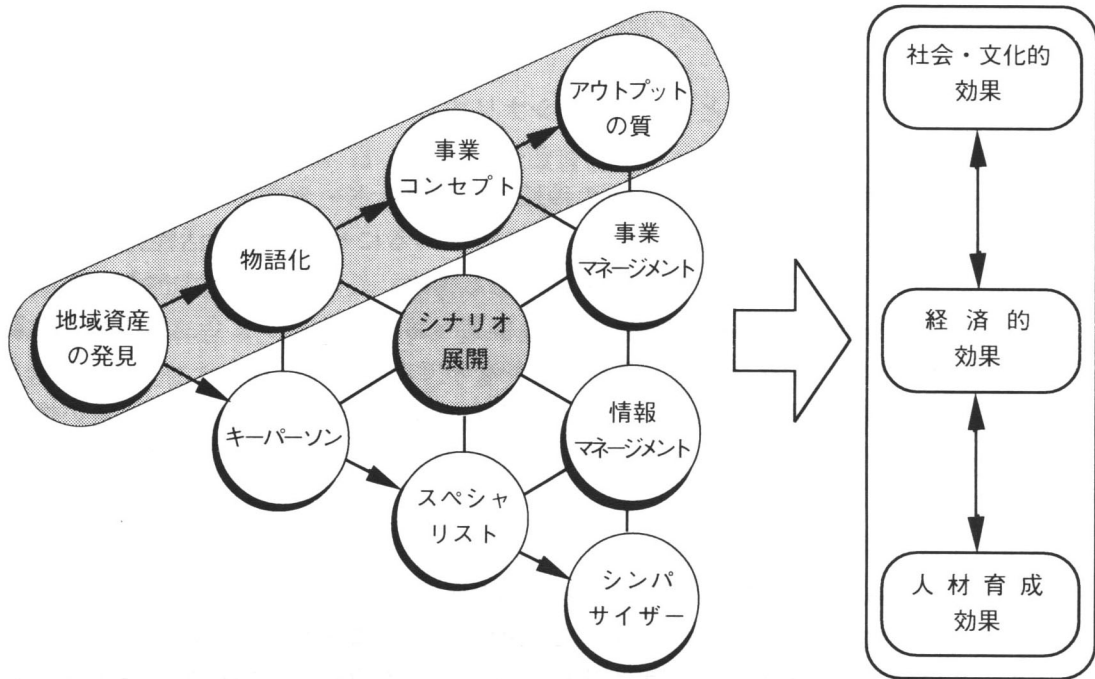 アウトプット
の質
事業
コンセプト
物語化
地域資産
の発見
事業
マネージメント
シナリオ
展開
キーパーソン
情報
マネージメント
スペシャ
リスト
シンパ
サイザー
社会・文化的
効果
経済的
効果
人材育成
効果